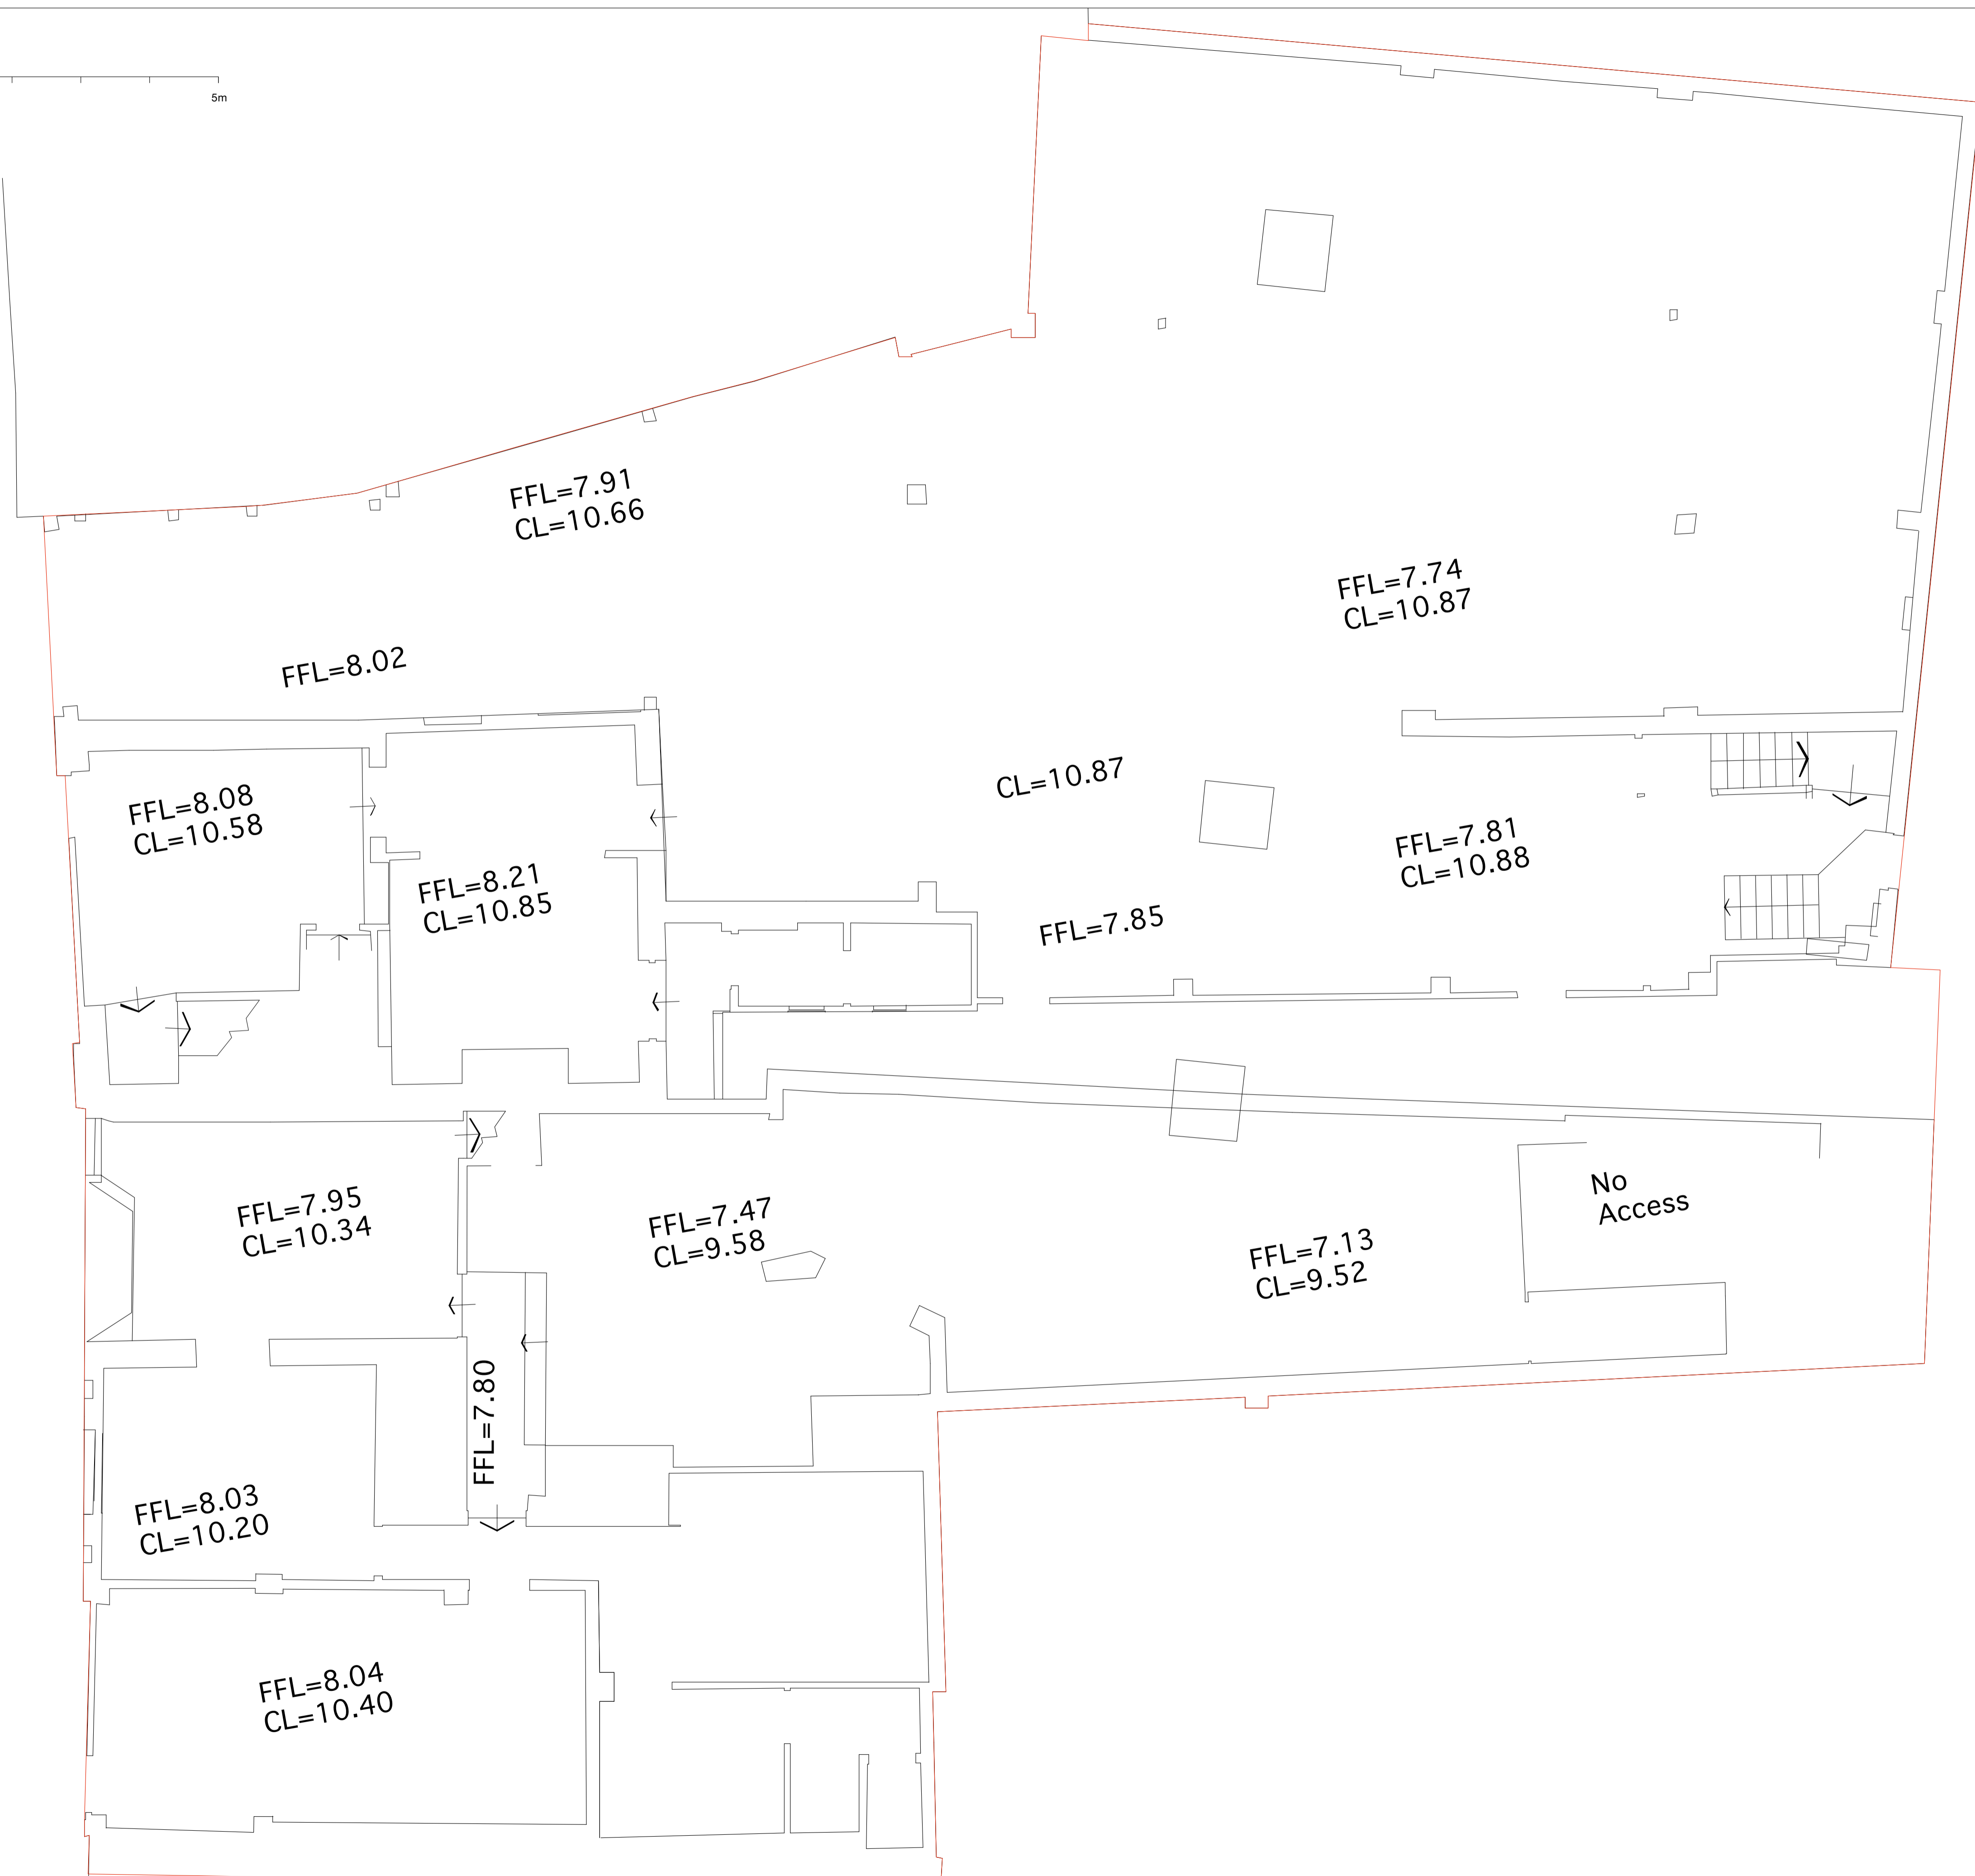 5m
FFL=7.91
CL=10.66
FFL=7.74
CL=10.87
FFL=8.02
CL=10.87
FFL=8.08
CL=10.58
FFL=7.81
CL=10.88
FFL=8.21
CL=10.85
FFL=7.85
No
Access
FFL=7.95
CL=10.34
FFL=7.47
CL=9.58
FFL=7.13
CL=9.52
FFL=7.80
FFL=8.03
CL=10.20
FFL=8.04
CL=10.40